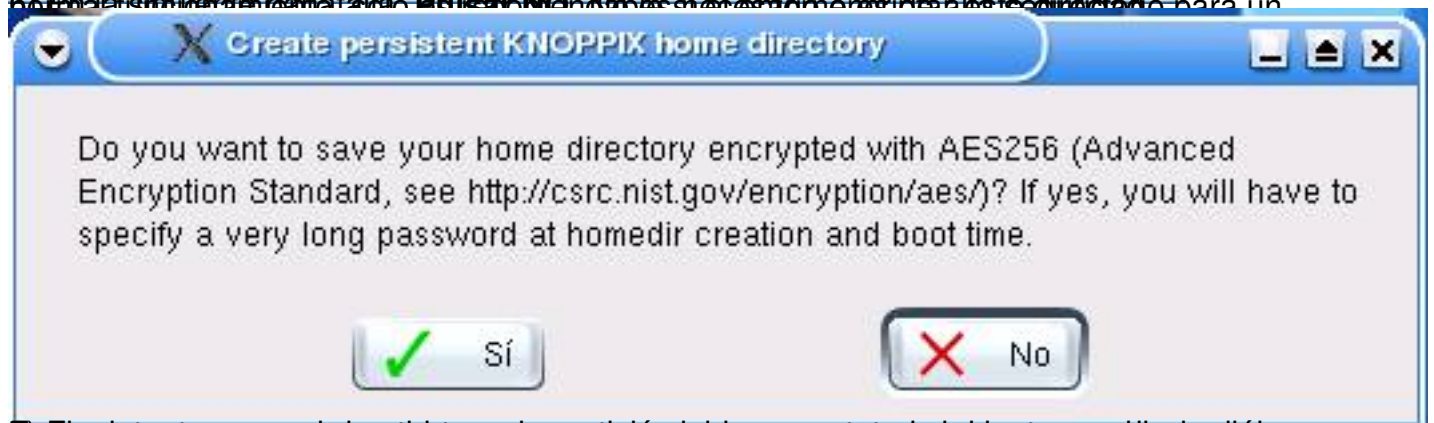 para un
Create persistent KNOPPIX home directory
Do you want to save your home directory encrypted with AES256 (Advanced
Encryption Standard, see http://csrc.nist.gov/encryption/aes/)? If yes, you will have to
specify a very long password at homedir creation and boot time.
Sí
No